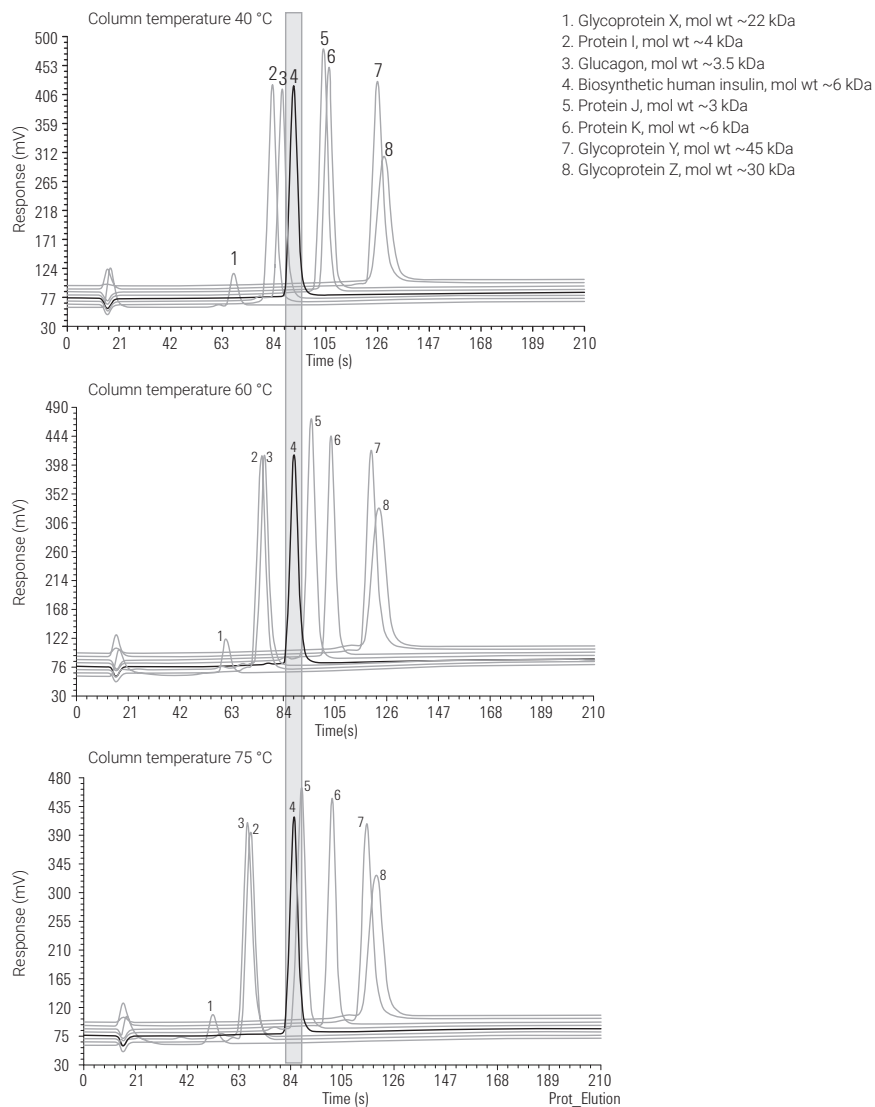 Column temperature 40 °C
1. Glycoprotein X, mol wt ~22 kDa
2. Protein I, mol wt ~4 kDa
3. Glucagon, mol wt ~3.5 kDa
4. Biosynthetic human insulin, mol wt ~6 kDa
5. Protein J, mol wt ~3 kDa
6. Protein K, mol wt ~6 kDa
7. Glycoprotein Y, mol wt ~45 kDa
8. Glycoprotein Z, mol wt ~30 kDa
Response (mV)
500
453
406
359
312
265
218
171
124
77
30
1
2
3
4
5
6
7
8
0 21 42 63 84 105 126 147 168 189 210
Time (s)
Column temperature 60 °C
Response (mV)
490
444
398
352
306
260
214
168
122
76
30
1
2
3
4
5
6
7
8
0 21 42 63 84 105 126 147 168 189 210
Time(s)
Column temperature 75 °C
Response (mV)
480
435
390
345
300
255
210
165
120
75
30
1
3
2
4
5
6
7
8
0 21 42 63 84 105 126 147 168 189 210
Time (s)
Prot_Elution